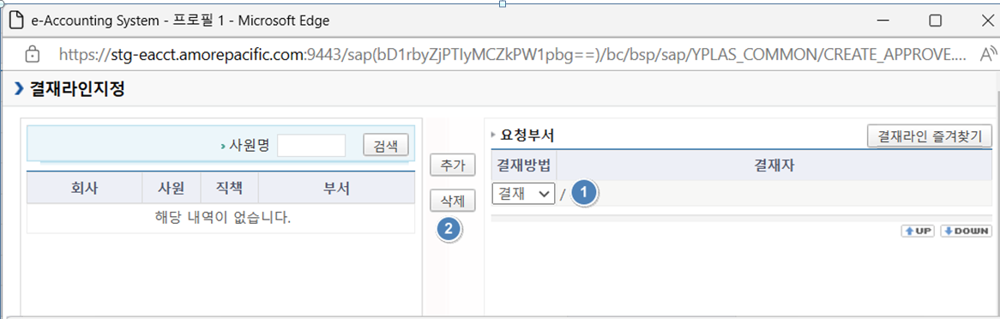 e-Accounting System - 프로필 1 - Microsoft Edge
https://stg-eacct.amorepacific.com:9443/sap(bD1rbyZjPTIyMCZkPW1pbg==)/bc/bsp/sap/YPLAS_COMMON/CREATE_APPROVE....
결재라인지정
사원명 검색
회사 사원 직책 부서
해당 내역이 없습니다.
추가
삭제
2
요청부서 결재라인 즐겨찾기
결재방법 결재자
결재 / 1
UP DOWN